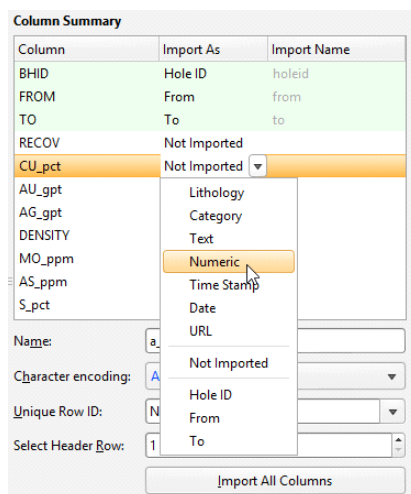 Column Summary
Column Import As Import Name
BHID Hole ID holeid
FROM From from
TO To to
RECOV Not Imported
CU_pct Not Imported
AU_gpt Lithology
AG_gpt Category
DENSITY Text
MO_ppm Numeric
AS_ppm Time Stamp
S_pct Date
URL
Name: a_
Not Imported
Character encoding: A
Hole ID
Unique Row ID: N
From
Select Header Row: 1
To
Import All Columns